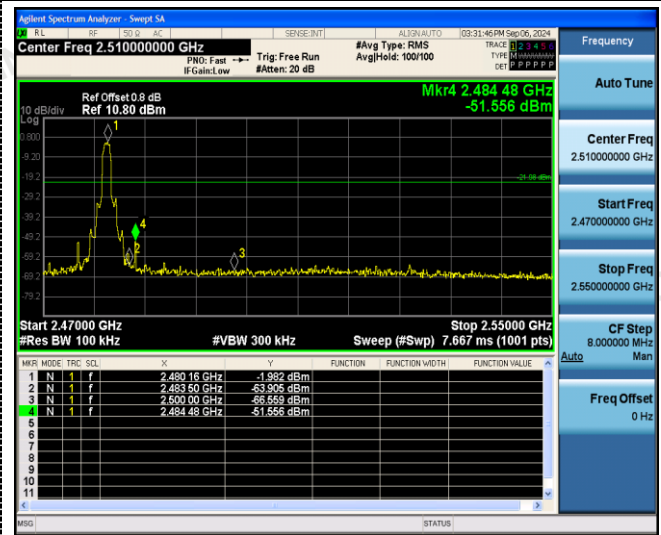 Agilent Spectrum Analyzer - Swept SA
RL RF 50 Ω AC SENSE:INT ALIGN AUTO 03:31:46 PM Sep 06, 2024
Center Freq 2.510000000 GHz
PNO: Fast
IFGain:Low
Trig: Free Run
#Atten: 20 dB
#Avg Type: RMS
Avg|Hold: 100/100
TRACE 1 2 3 4 5 6
TYPE M
DET P P P P P P
Frequency
Mkr4 2.484 48 GHz
-51.556 dBm
Ref Offset 0.8 dB
Ref 10.80 dBm
10 dB/div
Log
0.800
-9.20
-19.2
-29.2
-39.2
-49.2
-59.2
-69.2
-79.2
1
4
2
3
-21.98 dBm
Start 2.47000 GHz
Stop 2.55000 GHz
#Res BW 100 kHz
#VBW 300 kHz
Sweep (#Swp) 7.667 ms (1001 pts)
MKR MODE TRC SCL X Y FUNCTION FUNCTION WIDTH FUNCTION VALUE
1 N 1 f 2.480 16 GHz -1.982 dBm
2 N 1 f 2.483 50 GHz -63.905 dBm
3 N 1 f 2.500 00 GHz -66.559 dBm
4 N 1 f 2.484 48 GHz -51.556 dBm
5
6
7
8
9
10
11
MSG
STATUS
Auto Tune
Center Freq
2.510000000 GHz
Start Freq
2.470000000 GHz
Stop Freq
2.550000000 GHz
CF Step
8.000000 MHz
Auto Man
Freq Offset
0 Hz